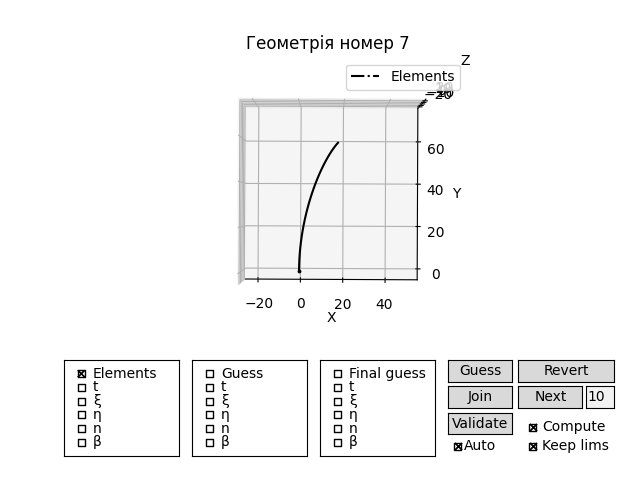 Геометрія номер 7
Z
Elements
60
40
Y
20
0
−20 0 20 40
X
Elements
t
ξ
η
n
β
Guess
t
ξ
η
n
β
Final guess
t
ξ
η
n
β
Guess Revert
Join Next 10
Validate Compute
Auto Keep lims